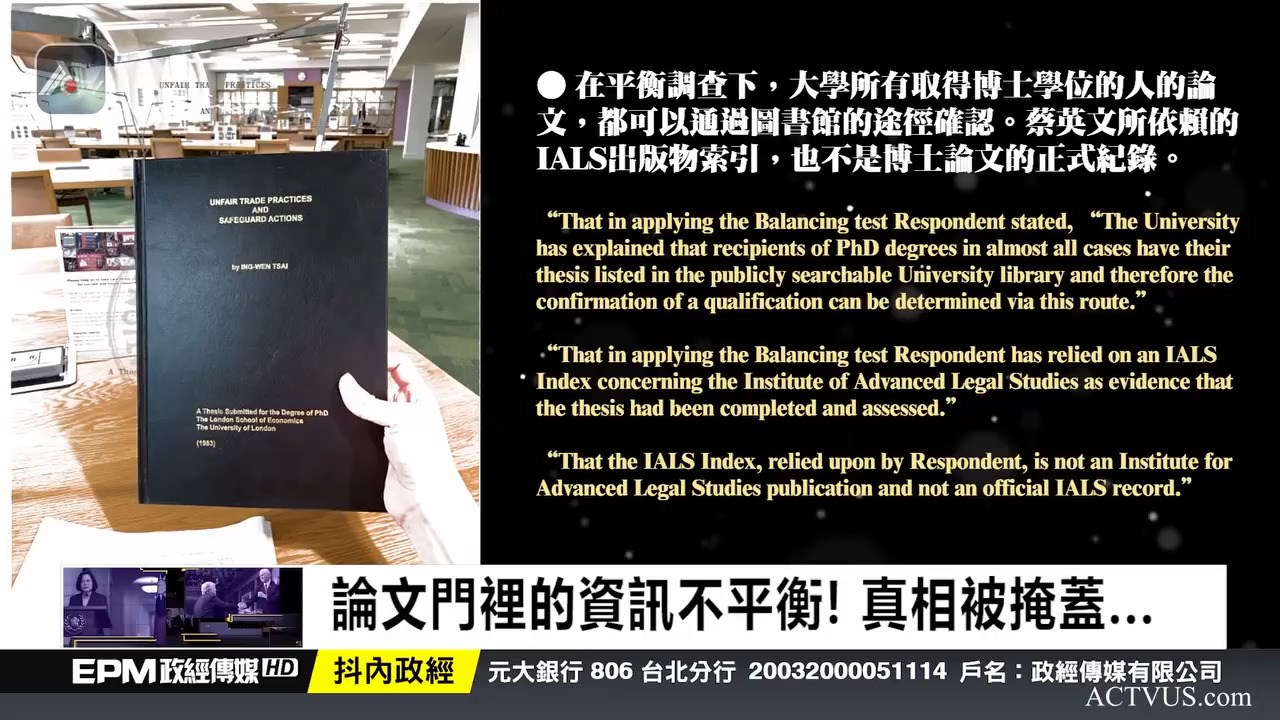 UNFAIR TRA PRACTICES
AN
UNFAIR TRADE PRACTICES
AND
SAFEGUARD ACTIONS
by ING-WEN TSAI
A Thesis Submitted for the Degree of PhD
The London School of Economics
The University of London
(1983)
A The
● 在平衡調查下，大學所有取得博士學位的人的論
文，都可以通過圖書館的途徑確認。蔡英文所依賴的
IALS出版物索引，也不是博士論文的正式紀錄。
“That in applying the Balancing test Respondent stated, “The University
has explained that recipients of PhD degrees in almost all cases have their
thesis listed in the publicly searchable University library and therefore the
confirmation of a qualification can be determined via this route.”
“That in applying the Balancing test Respondent has relied on an IALS
Index concerning the Institute of Advanced Legal Studies as evidence that
the thesis had been completed and assessed.”
“That the IALS Index, relied upon by Respondent, is not an Institute for
Advanced Legal Studies publication and not an official IALS record.”
論文門裡的資訊不平衡! 真相被掩蓋...
EPM政經傳媒HD
抖內政經
元大銀行 806 台北分行 20032000051114 戶名：政經傳媒有限公司
ACTVUS.com